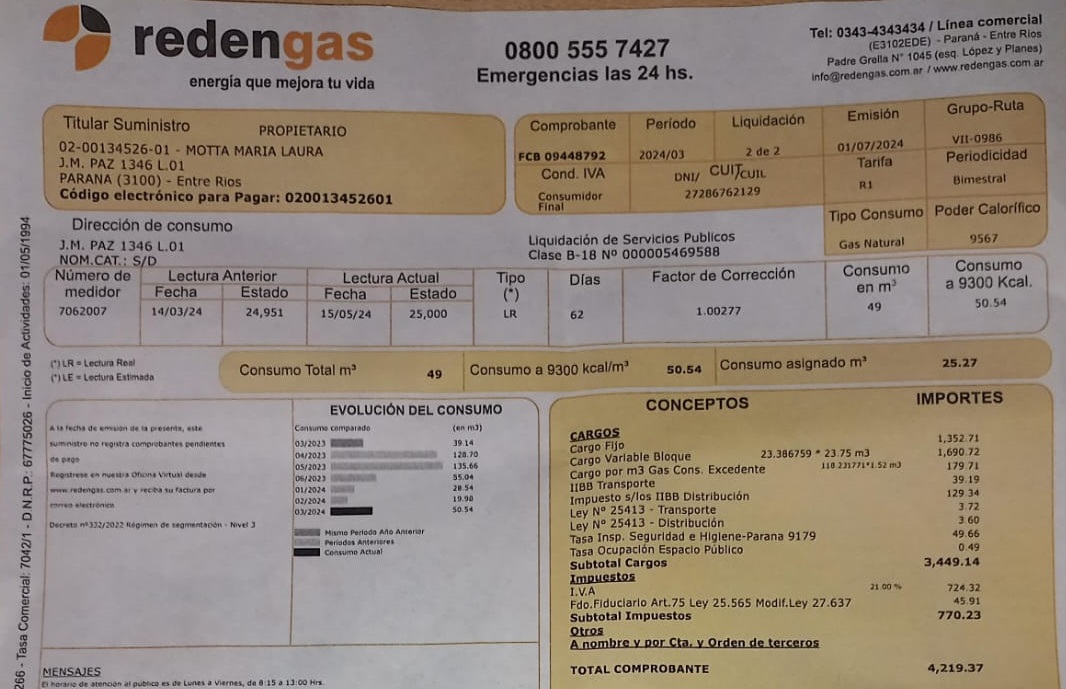 redengas
energía que mejora tu vida
0800 555 7427
Emergencias las 24 hs.
Tel: 0343-4343434 / Línea comercial
(E3102EDE) - Paraná - Entre Ríos
Padre Grella N° 1045 (esq. López y Planes)
info@redengas.com.ar / www.redengas.com.ar
Titular Suministro PROPIETARIO
02-00134526-01 - MOTTA MARIA LAURA
J.M. PAZ 1346 L.01
PARANA (3100) - Entre Rios
Código electrónico para Pagar: 020013452601
Comprobante Período Liquidación Emisión Grupo-Ruta
FCB 09448792 2024/03 2 de 2 01/07/2024 VII-0986
Cond. IVA DNI/ CUIT/CUIL Tarifa Periodicidad
Consumidor Final 27286762129 R1 Bimestral
Tipo Consumo Poder Calorífico
Gas Natural 9567
Dirección de consumo
J.M. PAZ 1346 L.01
NOM.CAT.: S/D
Liquidación de Servicios Publicos
Clase B-18 Nº 000005469588
Número de medidor Lectura Anterior Lectura Actual Tipo (*) Días Factor de Corrección Consumo en m³ Consumo a 9300 Kcal.
Fecha Estado Fecha Estado
7062007 14/03/24 24,951 15/05/24 25,000 LR 62 1.00277 49 50.54
(*) LR = Lectura Real
(*) LE = Lectura Estimada
Consumo Total m³ 49 Consumo a 9300 kcal/m³ 50.54 Consumo asignado m³ 25.27
A la fecha de emisión de la presente, este
suministro no registra comprobantes pendientes
de pago
Registrese en nuestra Oficina Virtual desde
www.redengas.com.ar y reciba su factura por
correo electrónico
Decreto nº332/2022 Régimen de segmentación - Nivel 3
EVOLUCIÓN DEL CONSUMO
Consumo comparado (en m3)
03/2023 39.14
04/2023 128.70
05/2023 135.66
06/2023 55.04
01/2024 28.54
02/2024 19.90
03/2024 50.54
Mismo Período Año Anterior
Períodos Anteriores
Consumo Actual
CONCEPTOS IMPORTES
CARGOS
Cargo Fijo 1,352.71
Cargo Variable Bloque 23.386759 * 23.75 m3 1,690.72
Cargo por m3 Gas Cons. Excedente 118.231771*1.52 m3 179.71
IIBB Transporte 39.19
Impuesto s/los IIBB Distribución 129.34
Ley Nº 25413 - Transporte 3.72
Ley Nº 25413 - Distribución 3.60
Tasa Insp. Seguridad e Higiene-Parana 9179 49.66
Tasa Ocupación Espacio Público 0.49
Subtotal Cargos 3,449.14
Impuestos
I.V.A 21.00 % 724.32
Fdo.Fiduciario Art.75 Ley 25.565 Modif.Ley 27.637 45.91
Subtotal Impuestos 770.23
Otros
A nombre y por Cta. y Orden de terceros
TOTAL COMPROBANTE 4,219.37
MENSAJES
El horario de atención al público es de Lunes a Viernes, de 8:15 a 13:00 Hrs.
266 - Tasa Comercial: 7042/1 - D N.R.P.: 67775026 - Inicio de Actividades: 01/05/1994